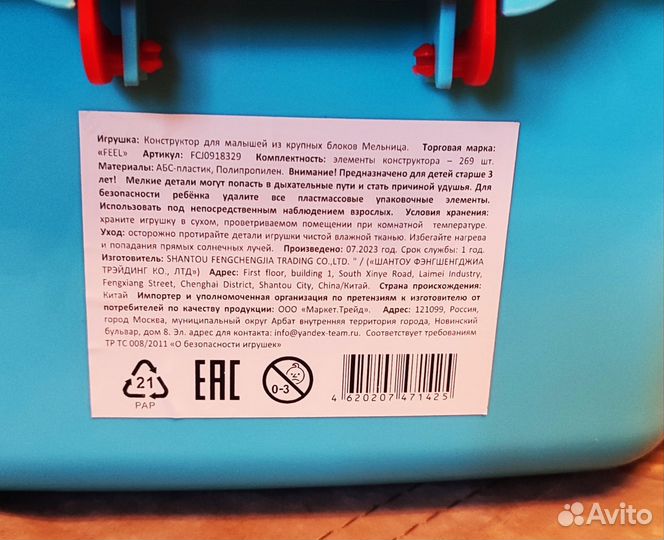 Игрушка: Конструктор для малышей из крупных блоков Мельница. Торговая марка:
«FEEL» Артикул: FCJ0918329 Комплектность: элементы конструктора – 269 шт.
Материалы: АБС-пластик, Полипропилен. Внимание! Предназначено для детей старше 3
лет! Мелкие детали могут попасть в дыхательные пути и стать причиной удушья. Для
безопасности ребёнка удалите все пластмассовые упаковочные элементы.
Использовать под непосредственным наблюдением взрослых. Условия хранения:
храните игрушку в сухом, проветриваемом помещении при комнатной температуре.
Уход: осторожно протирайте детали игрушки чистой влажной тканью. Избегайте нагрева
и попадания прямых солнечных лучей. Произведено: 07.2023 год. Срок службы: 1 год.
Изготовитель: SHANTOU FENGCHENGJIA TRADING CO.,LTD. " / («ШАНТОУ ФЭНГШЕНГДЖИА
ТРЭЙДИНГ КО., ЛТД») Адрес: First floor, building 1, South Xinye Road, Laimei Industry,
Fengxiang Street, Chenghai District, Shantou City, China/Китай. Страна происхождения:
Китай Импортер и уполномоченная организация по претензиям к изготовителю от
потребителей по качеству продукции: ООО «Маркет.Трейд». Адрес: 121099, Россия,
город Москва, муниципальный округ Арбат внутренняя территория города, Новинский
бульвар, дом 8. Эл. адрес для контакта: info@yandex-team.ru. Соответствует требованиям
ТР ТС 008/2011 «О безопасности игрушек»
21
PAP
EAC
0-3
4 620207 471425
Avito